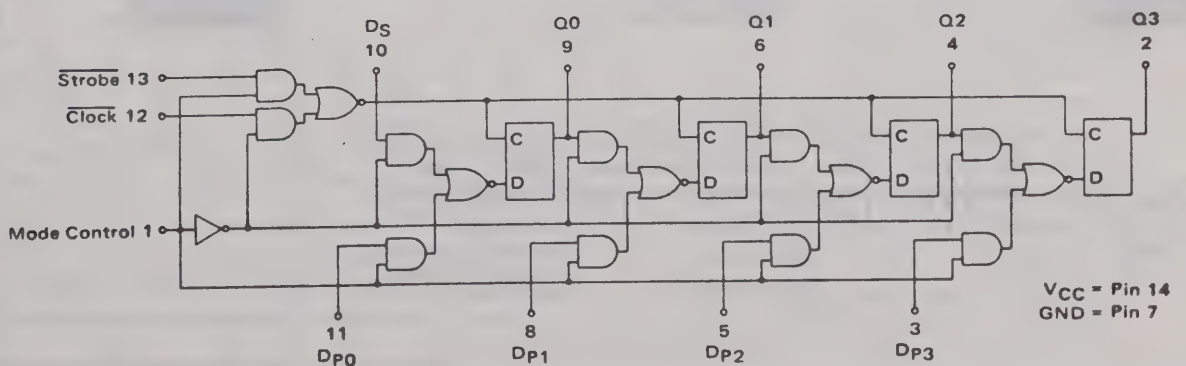 DS
10
Q0
9
Q1
6
Q2
4
Q3
2
Strobe 13
Clock 12
C
D
C
D
C
D
C
D
Mode Control 1
11
DP0
8
DP1
5
DP2
3
DP3
VCC = Pin 14
GND = Pin 7